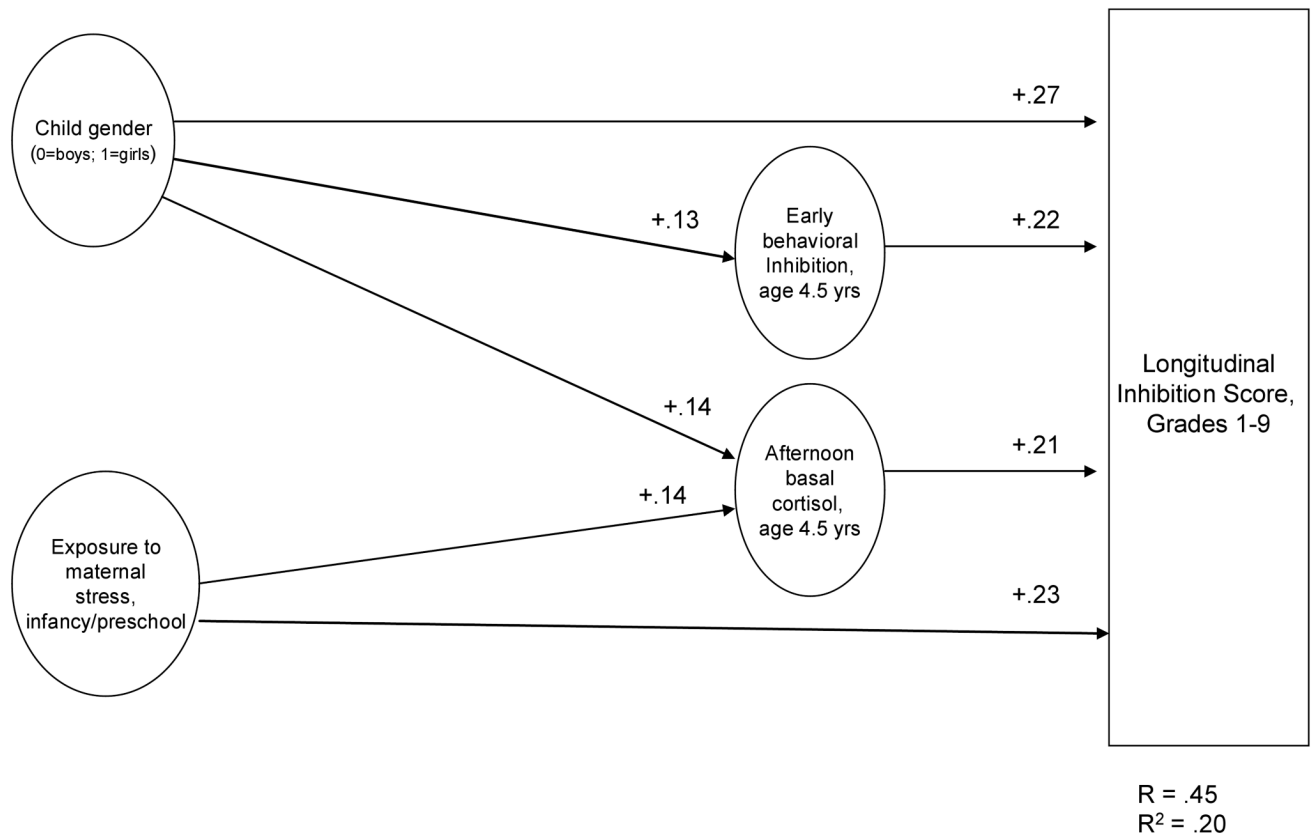 Child gender
(0=boys; 1=girls)
+.27
+.13
Early
behavioral
Inhibition,
age 4.5 yrs
+.22
Longitudinal
Inhibition Score,
Grades 1-9
+.14
+.14
Afternoon
basal
cortisol,
age 4.5 yrs
+.21
Exposure to
maternal
stress,
infancy/preschool
+.23
R = .45
R² = .20